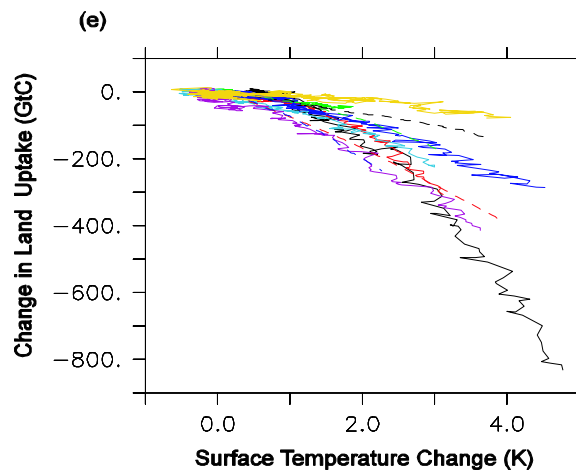 (e)
Change in Land Uptake (GtC)
0.
−200.
−400.
−600.
−800.
0.0 2.0 4.0
Surface Temperature Change (K)